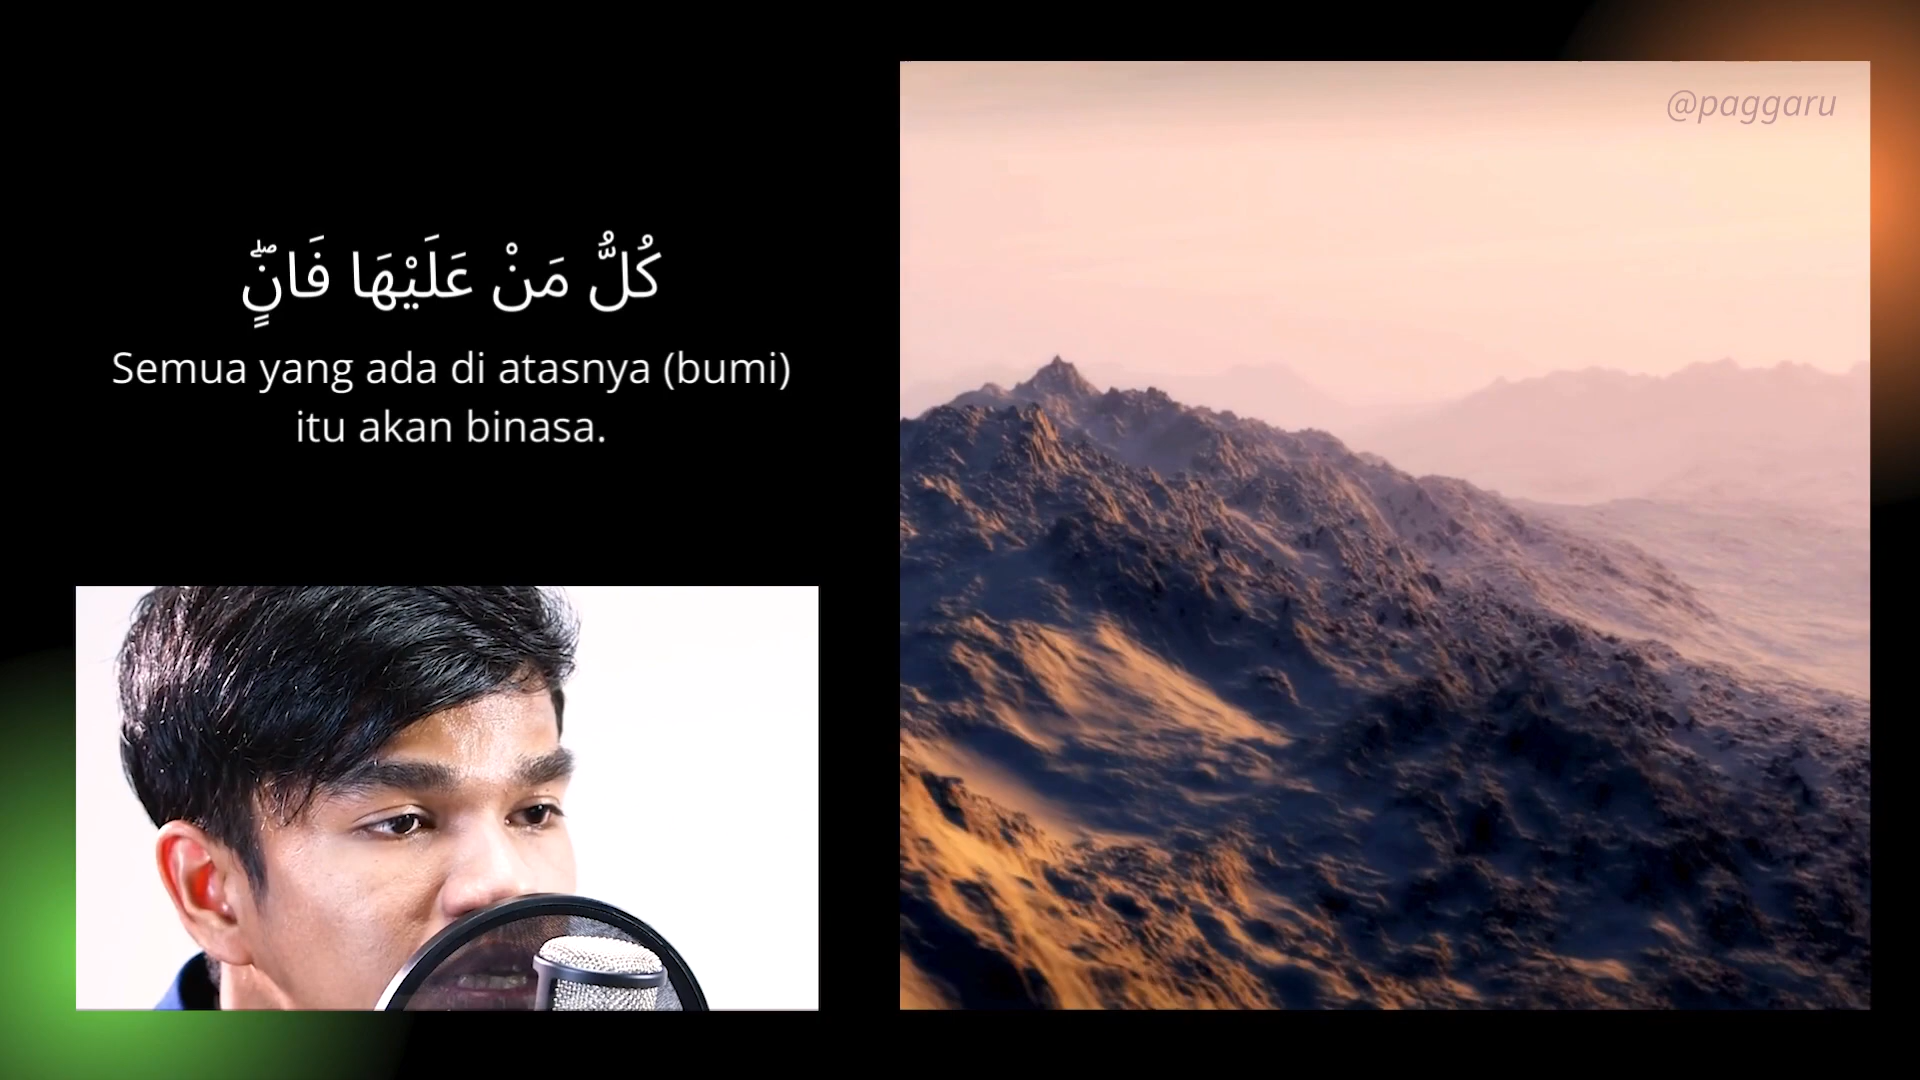 كُلُّ مَنْ عَلَيْهَا فَانٍۖ
Semua yang ada di atasnya (bumi)
itu akan binasa.
@paggaru